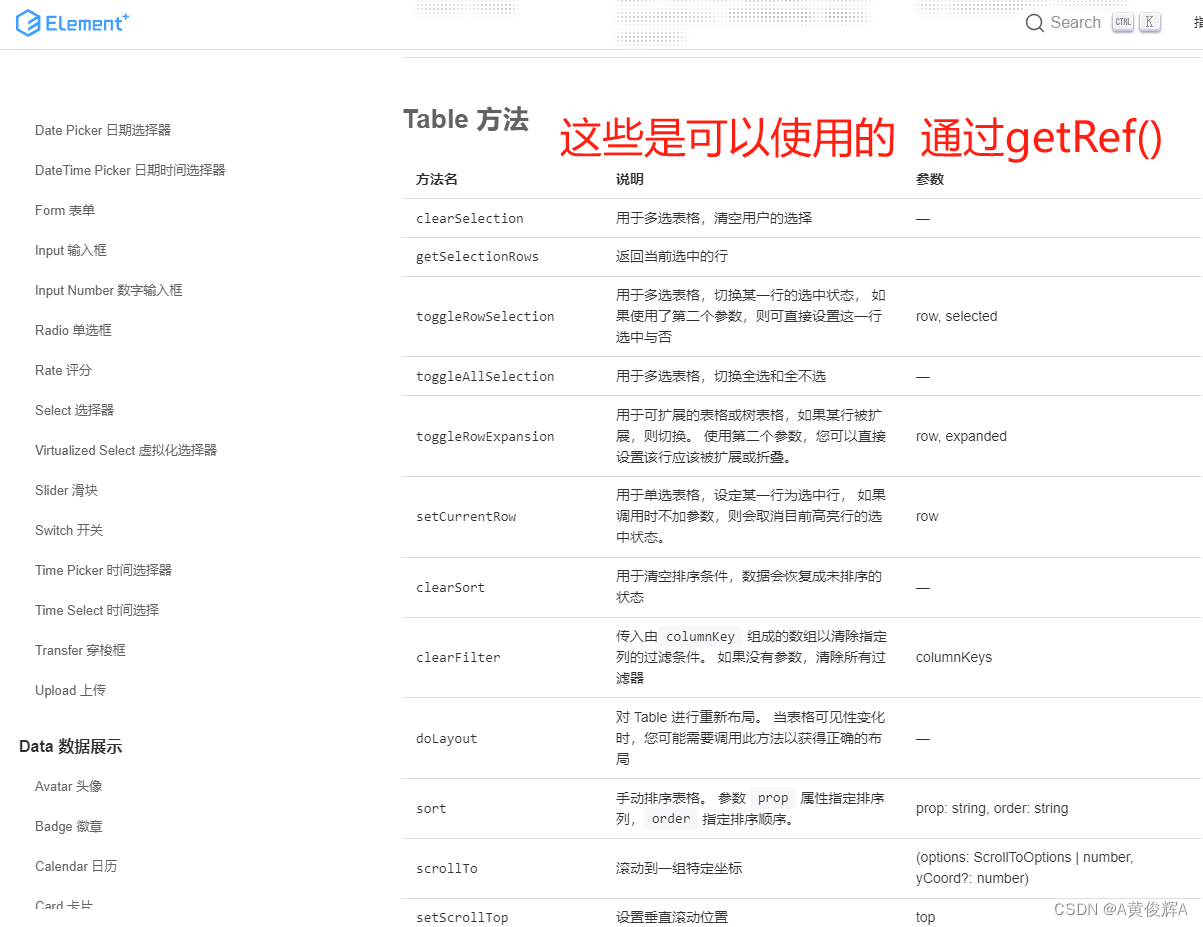 Element+
Search CTRL K 指
Date Picker 日期选择器
DateTime Picker 日期时间选择器
Form 表单
Input 输入框
Input Number 数字输入框
Radio 单选框
Rate 评分
Select 选择器
Virtualized Select 虚拟化选择器
Slider 滑块
Switch 开关
Time Picker 时间选择器
Time Select 时间选择
Transfer 穿梭框
Upload 上传
Data 数据展示
Avatar 头像
Badge 徽章
Calendar 日历
Card 卡片
Table 方法
这些是可以使用的 通过getRef()
方法名 说明 参数
clearSelection 用于多选表格，清空用户的选择 —
getSelectionRows 返回当前选中的行
toggleRowSelection 用于多选表格，切换某一行的选中状态， 如
果使用了第二个参数，则可直接设置这一行
选中与否
row, selected
toggleAllSelection 用于多选表格，切换全选和全不选 —
toggleRowExpansion 用于可扩展的表格或树表格，如果某行被扩
展，则切换。 使用第二个参数，您可以直接
设置该行应该被扩展或折叠。
row, expanded
setCurrentRow 用于单选表格，设定某一行为选中行， 如果
调用时不加参数，则会取消目前高亮行的选
中状态。
row
clearSort 用于清空排序条件，数据会恢复成未排序的
状态
—
clearFilter 传入由 columnKey 组成的数组以清除指定
列的过滤条件。 如果没有参数，清除所有过
滤器
columnKeys
doLayout 对 Table 进行重新布局。 当表格可见性变化
时，您可能需要调用此方法以获得正确的布
局
—
sort 手动排序表格。 参数 prop 属性指定排序
列， order 指定排序顺序。
prop: string, order: string
scrollTo 滚动到一组特定坐标 (options: ScrollToOptions | number,
yCoord?: number)
setScrollTop 设置垂直滚动位置 top
CSDN @A黄俊辉A